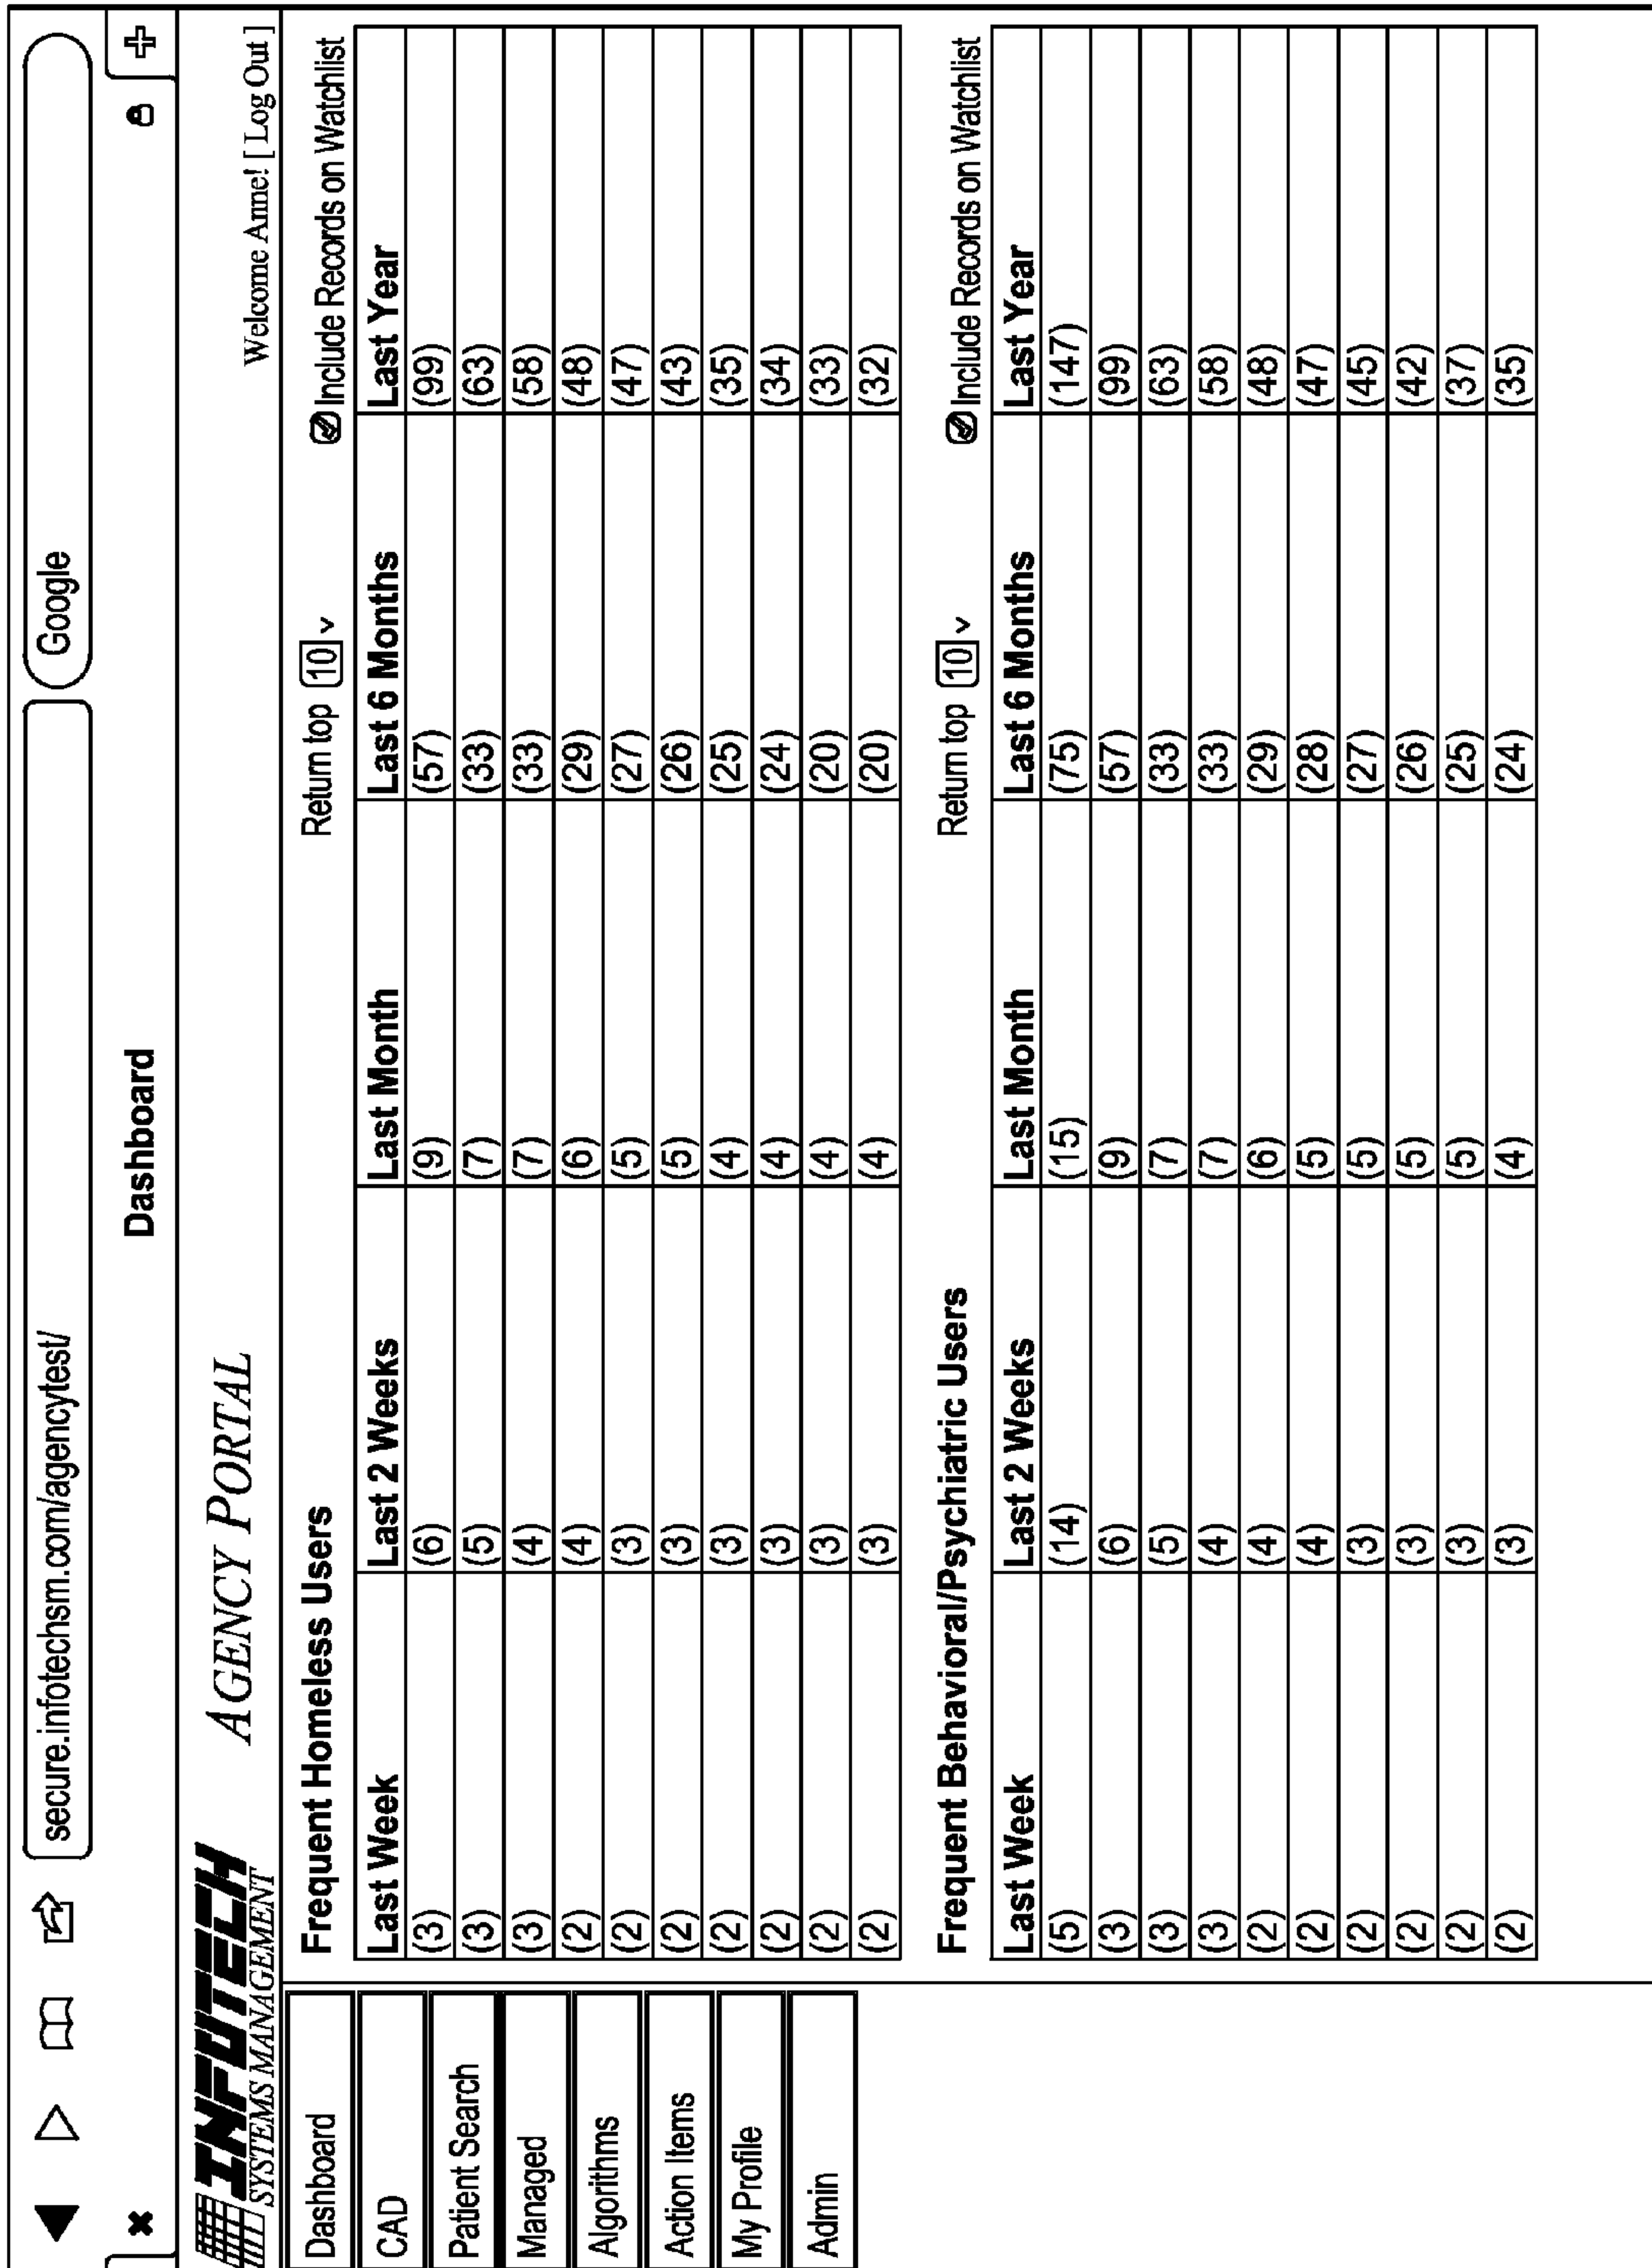 secure.infotechsm.com/agencytest/ Google
Dashboard
INFOTECH
SYSTEMS MANAGEMENT
AGENCY PORTAL
Welcome Anne! [ Log Out ]
Dashboard
CAD
Patient Search
Managed
Algorithms
Action Items
My Profile
Admin
Frequent Homeless Users Return top 10 Include Records on Watchlist
Last Week Last 2 Weeks Last Month Last 6 Months Last Year
(3) (6) (9) (57) (99)
(3) (5) (7) (33) (63)
(3) (4) (7) (33) (58)
(2) (4) (6) (29) (48)
(2) (3) (5) (27) (47)
(2) (3) (5) (26) (43)
(2) (3) (4) (25) (35)
(2) (3) (4) (24) (34)
(2) (3) (4) (20) (33)
(2) (3) (4) (20) (32)
Frequent Behavioral/Psychiatric Users Return top 10 Include Records on Watchlist
Last Week Last 2 Weeks Last Month Last 6 Months Last Year
(5) (14) (15) (75) (147)
(3) (6) (9) (57) (99)
(3) (5) (7) (33) (63)
(3) (4) (7) (33) (58)
(2) (4) (6) (29) (48)
(2) (4) (5) (28) (47)
(2) (3) (5) (27) (45)
(2) (3) (5) (26) (42)
(2) (3) (5) (25) (37)
(2) (3) (4) (24) (35)